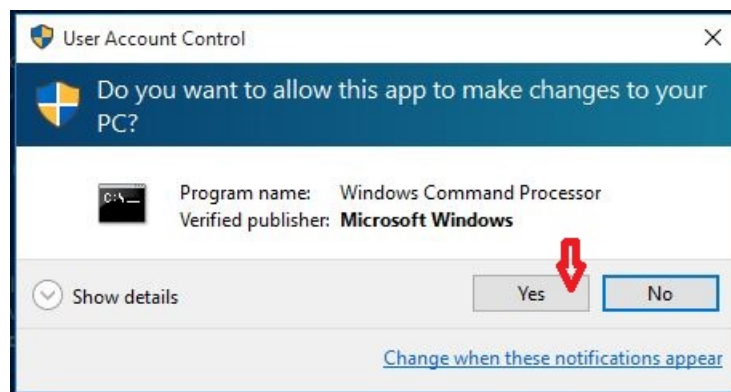 User Account Control
Do you want to allow this app to make changes to your
PC?
C:\_
Program name: Windows Command Processor
Verified publisher: Microsoft Windows
Show details
Yes
No
Change when these notifications appear